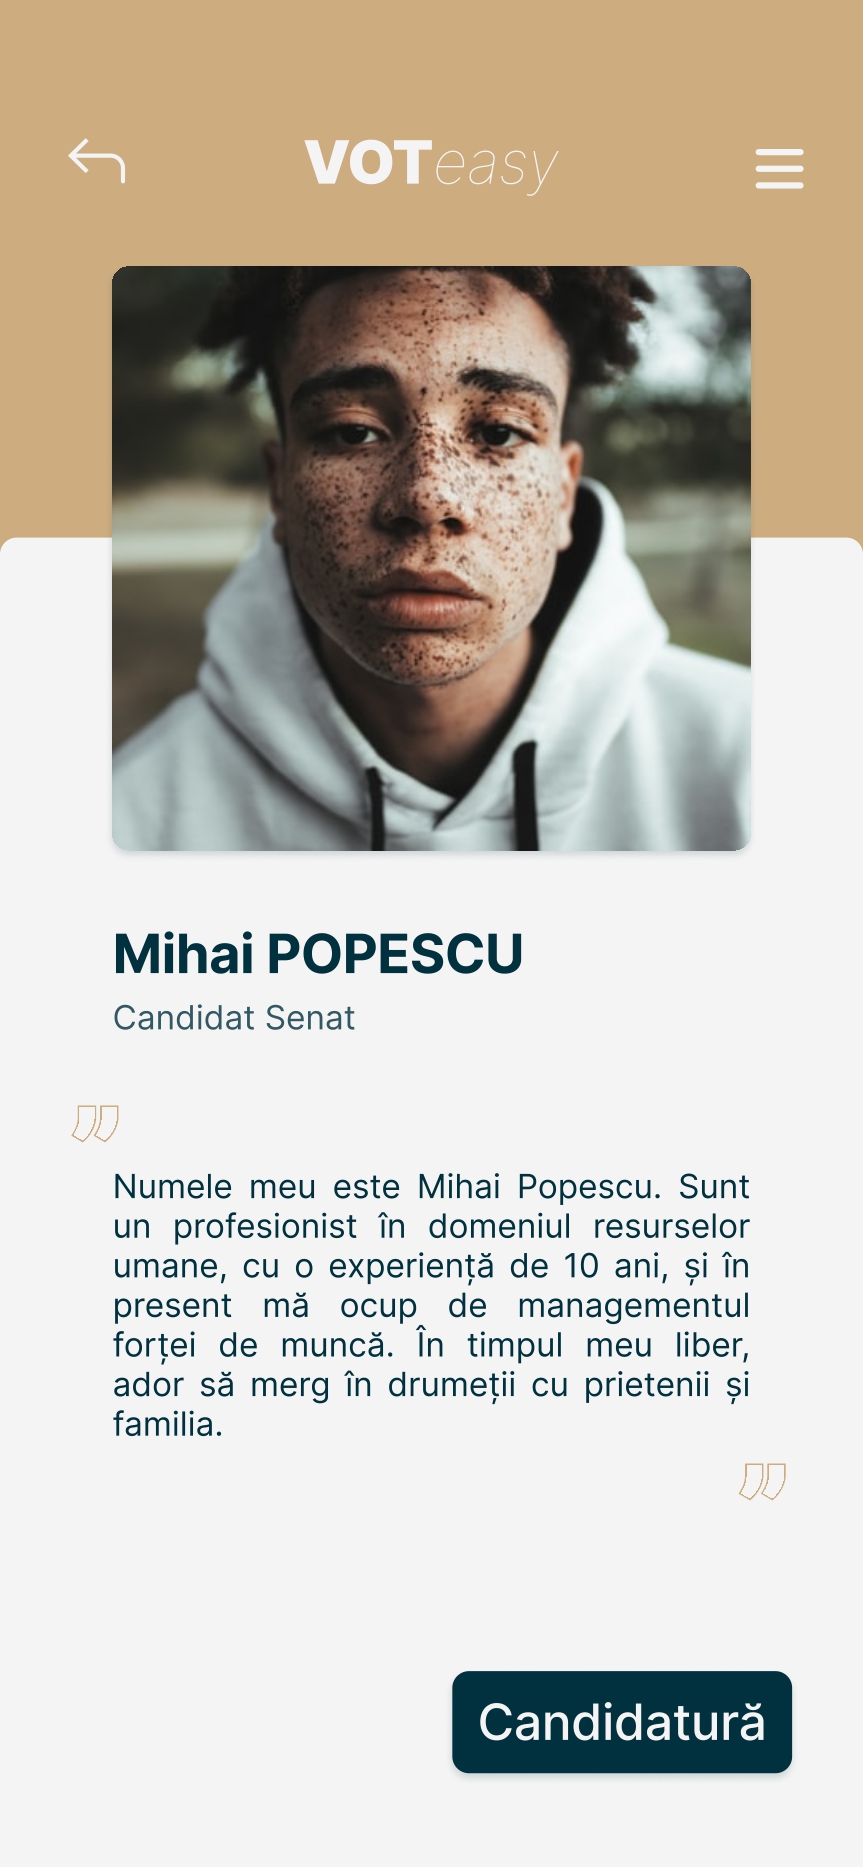 VOTeasy
Mihai POPESCU
Candidat Senat
”
Numele meu este Mihai Popescu. Sunt
un profesionist în domeniul resurselor
umane, cu o experiență de 10 ani, și în
present mă ocup de managementul
forței de muncă. În timpul meu liber,
ador să merg în drumeții cu prietenii și
familia.
”
Candidatură